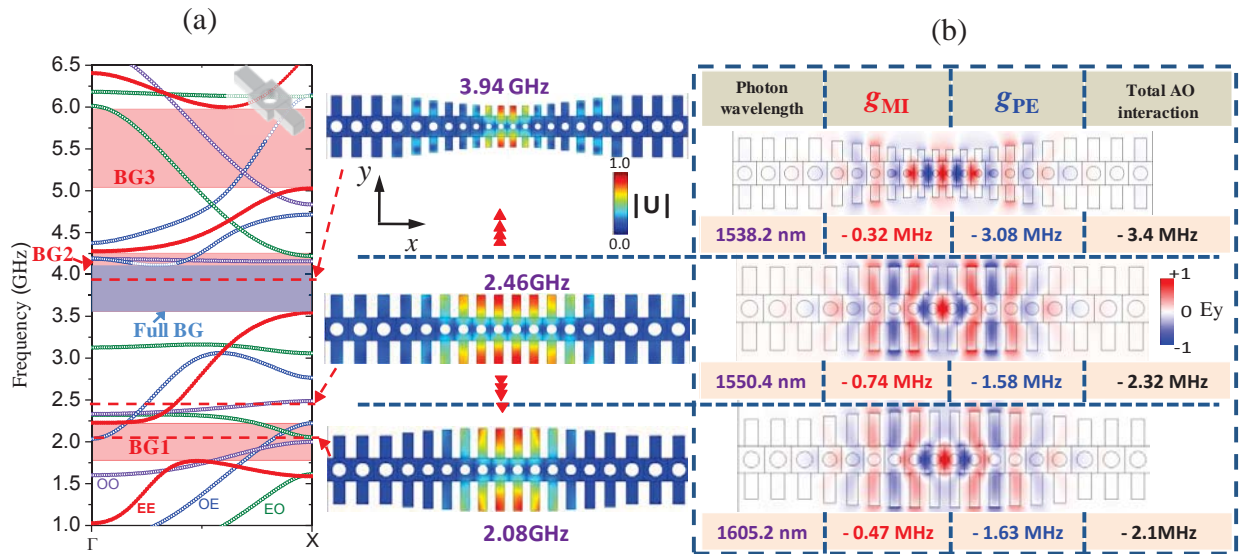 (a)
(b)
Frequency (GHz)
6.5
6.0
5.5
5.0
4.5
4.0
3.5
3.0
2.5
2.0
1.5
1.0
Γ
X
BG3
BG2
Full BG
BG1
OO
EE
OE
EO
3.94 GHz
y
x
1.0
0.0
|U|
2.46GHz
2.08GHz
Photon
wavelength
gMI
gPE
Total AO
interaction
1538.2 nm
- 0.32 MHz
- 3.08 MHz
- 3.4 MHz
+1
0
-1
Ey
1550.4 nm
- 0.74 MHz
- 1.58 MHz
- 2.32 MHz
1605.2 nm
- 0.47 MHz
- 1.63 MHz
- 2.1MHz